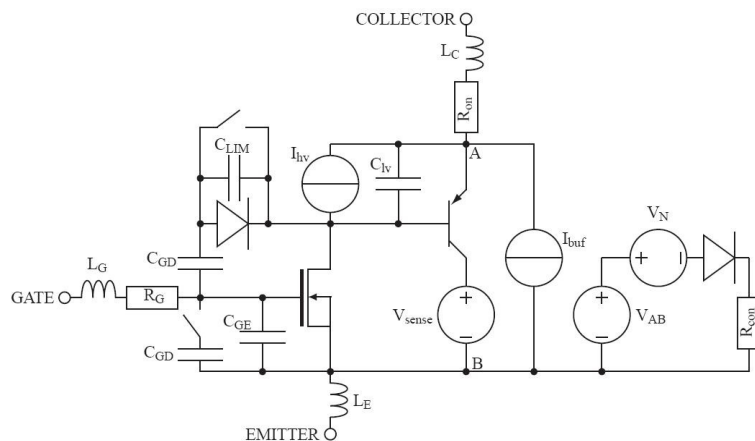 COLLECTOR
L_C
R_on
A
C_LIM
I_hv
C_lv
V_N
I_buf
L_G
C_GD
GATE
R_G
C_GE
V_sense
V_AB
R_con
C_GD
B
L_E
EMITTER